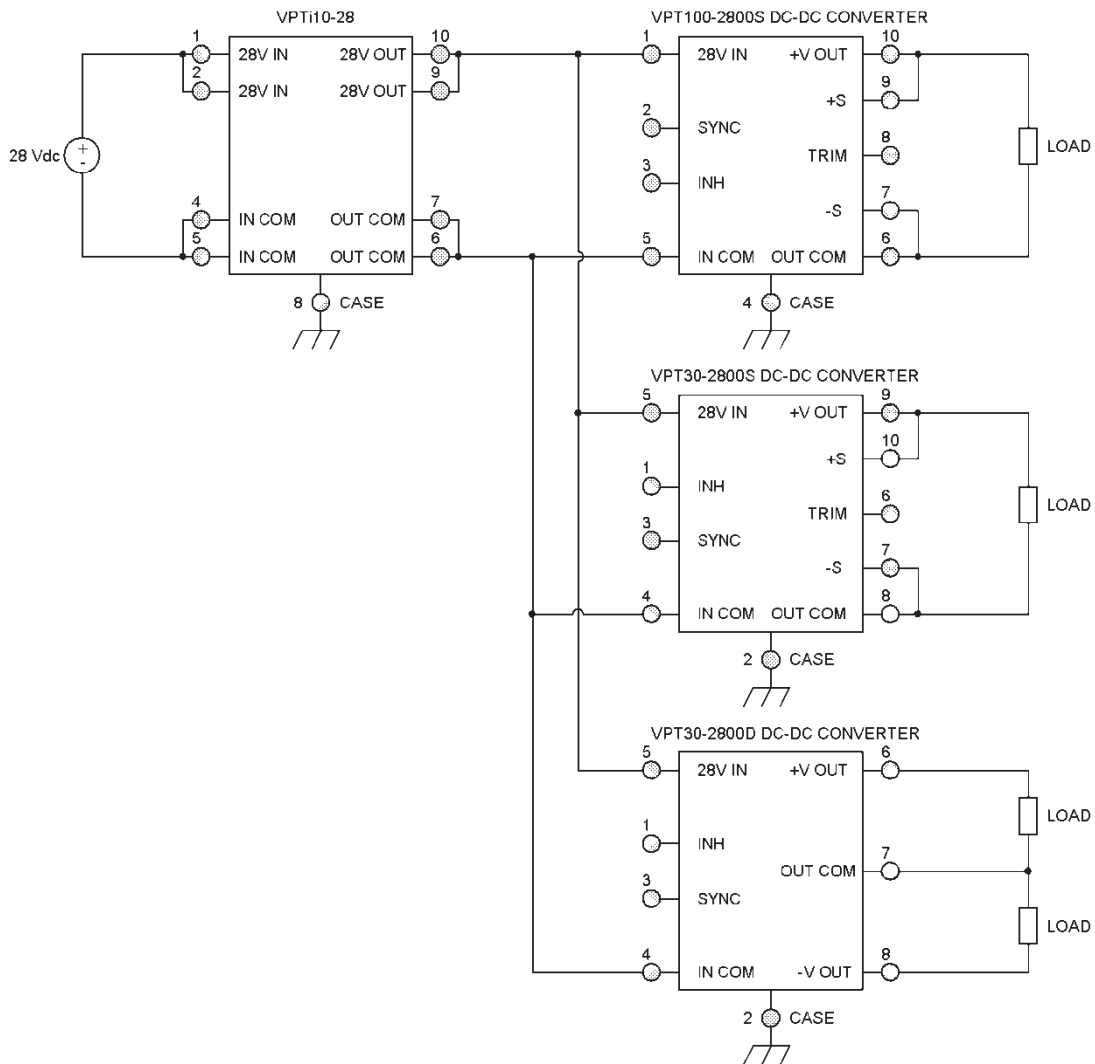 VPTi10-28
1 28V IN 28V OUT 10
2 28V IN 28V OUT 9
28 Vdc + -
4 IN COM OUT COM 7
5 IN COM OUT COM 6
8 CASE
VPT100-2800S DC-DC CONVERTER
1 28V IN +V OUT 10
+S 9
2 SYNC
TRIM 8
LOAD
3 INH
-S 7
5 IN COM OUT COM 6
4 CASE
VPT30-2800S DC-DC CONVERTER
5 28V IN +V OUT 9
+S 10
1 INH
TRIM 6
LOAD
3 SYNC
-S 7
4 IN COM OUT COM 8
2 CASE
VPT30-2800D DC-DC CONVERTER
5 28V IN +V OUT 6
LOAD
1 INH
OUT COM 7
3 SYNC
LOAD
4 IN COM -V OUT 8
2 CASE